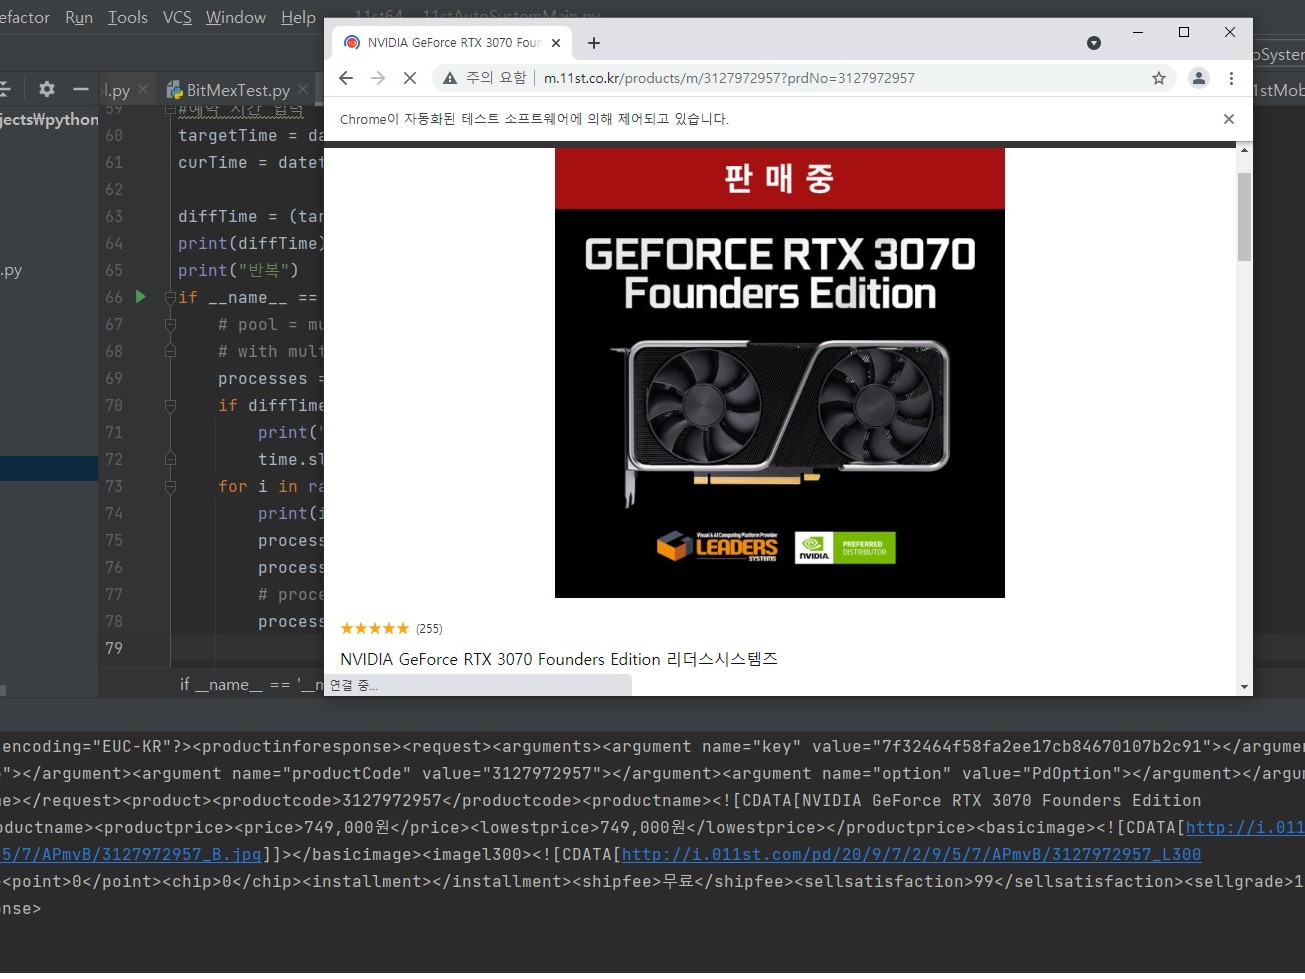 efactor Run Tools VCS Window Help 11st64 11stAutoSystemMain.py
NVIDIA GeForce RTX 3070 Foun
주의 요함 m.11st.co.kr/products/m/3127972957?prdNo=3127972957
Chrome이 자동화된 테스트 소프트웨어에 의해 제어되고 있습니다.
oSystem
l.py BitMexTest.py 1stMob
jects₩python
.py
59 #예약 시간 입력
60 targetTime = da
61 curTime = datet
62
63 diffTime = (tar
64 print(diffTime)
65 print("반복")
66 if __name__ ==
67 # pool = mu
68 # with mult
69 processes =
70 if diffTime
71 print('
72 time.sl
73 for i in ra
74 print(i
75 process
76 process
77 # proce
78 process
79
if __name__ == '__m
판매중
GEFORCE RTX 3070
Founders Edition
Visual & AI Computing Platform Provider
LEADERS
SYSTEMS
NVIDIA.
PREFERRED
DISTRIBUTOR
★★★★★ (255)
NVIDIA GeForce RTX 3070 Founders Edition 리더스시스템즈
연결 중...
encoding="EUC-KR"?><productinforesponse><request><arguments><argument name="key" value="7f32464f58fa2ee17cb84670107b2c91"></argume
"></argument><argument name="productCode" value="3127972957"></argument><argument name="option" value="PdOption"></argument></argu
e></request><product><productcode>3127972957</productcode><productname><![CDATA[NVIDIA GeForce RTX 3070 Founders Edition
ductname><productprice><price>749,000원</price><lowestprice>749,000원</lowestprice></productprice><basicimage><![CDATA[http://i.011
5/7/APmvB/3127972957_B.jpg]]></basicimage><imagel300><![CDATA[http://i.011st.com/pd/20/9/7/2/9/5/7/APmvB/3127972957_L300
<point>0</point><chip>0</chip><installment></installment><shipfee>무료</shipfee><sellsatisfaction>99</sellsatisfaction><sellgrade>1
onse>